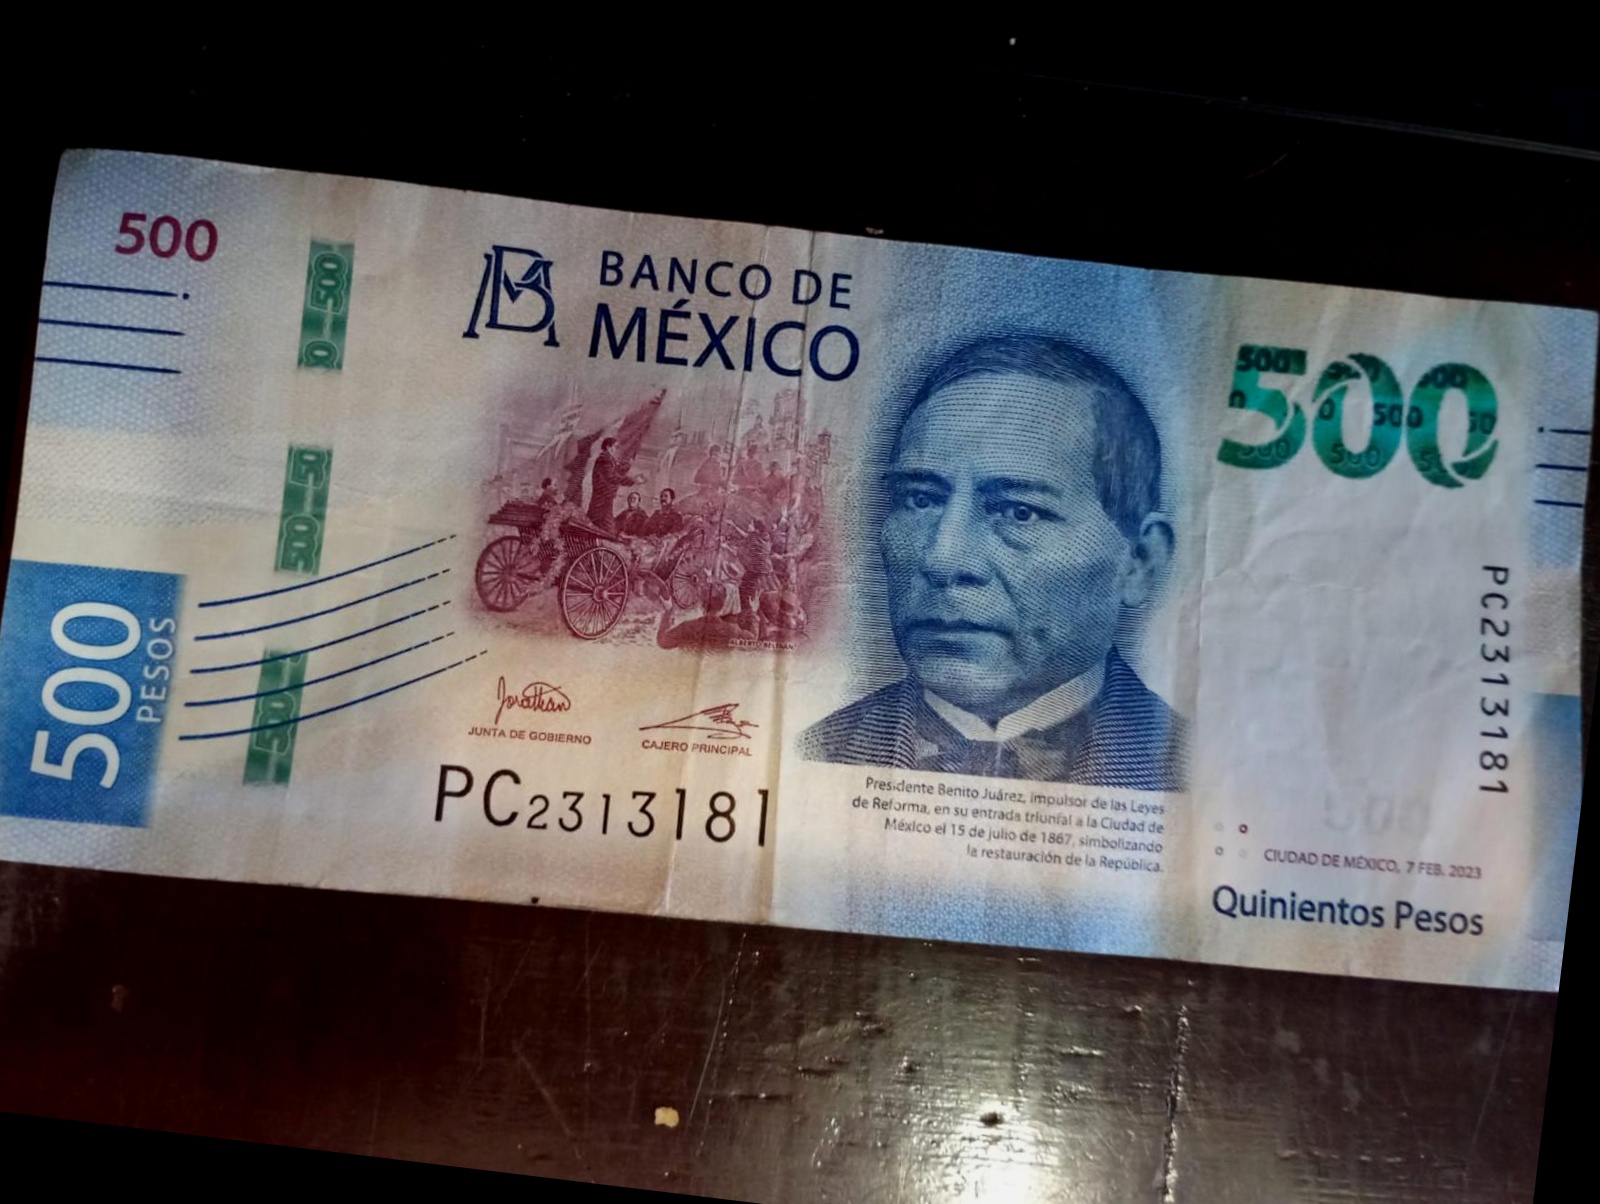 500
BANCO DE
MÉXICO
500
500
PESOS
ALBERTO BELTRÁN
JUNTA DE GOBIERNO
CAJERO PRINCIPAL
PC2313181
Presidente Benito Juárez, impulsor de las Leyes
de Reforma, en su entrada triunfal a la Ciudad de
México el 15 de julio de 1867, simbolizando
la restauración de la República.
PC2313181
CIUDAD DE MÉXICO, 7 FEB. 2023
Quinientos Pesos